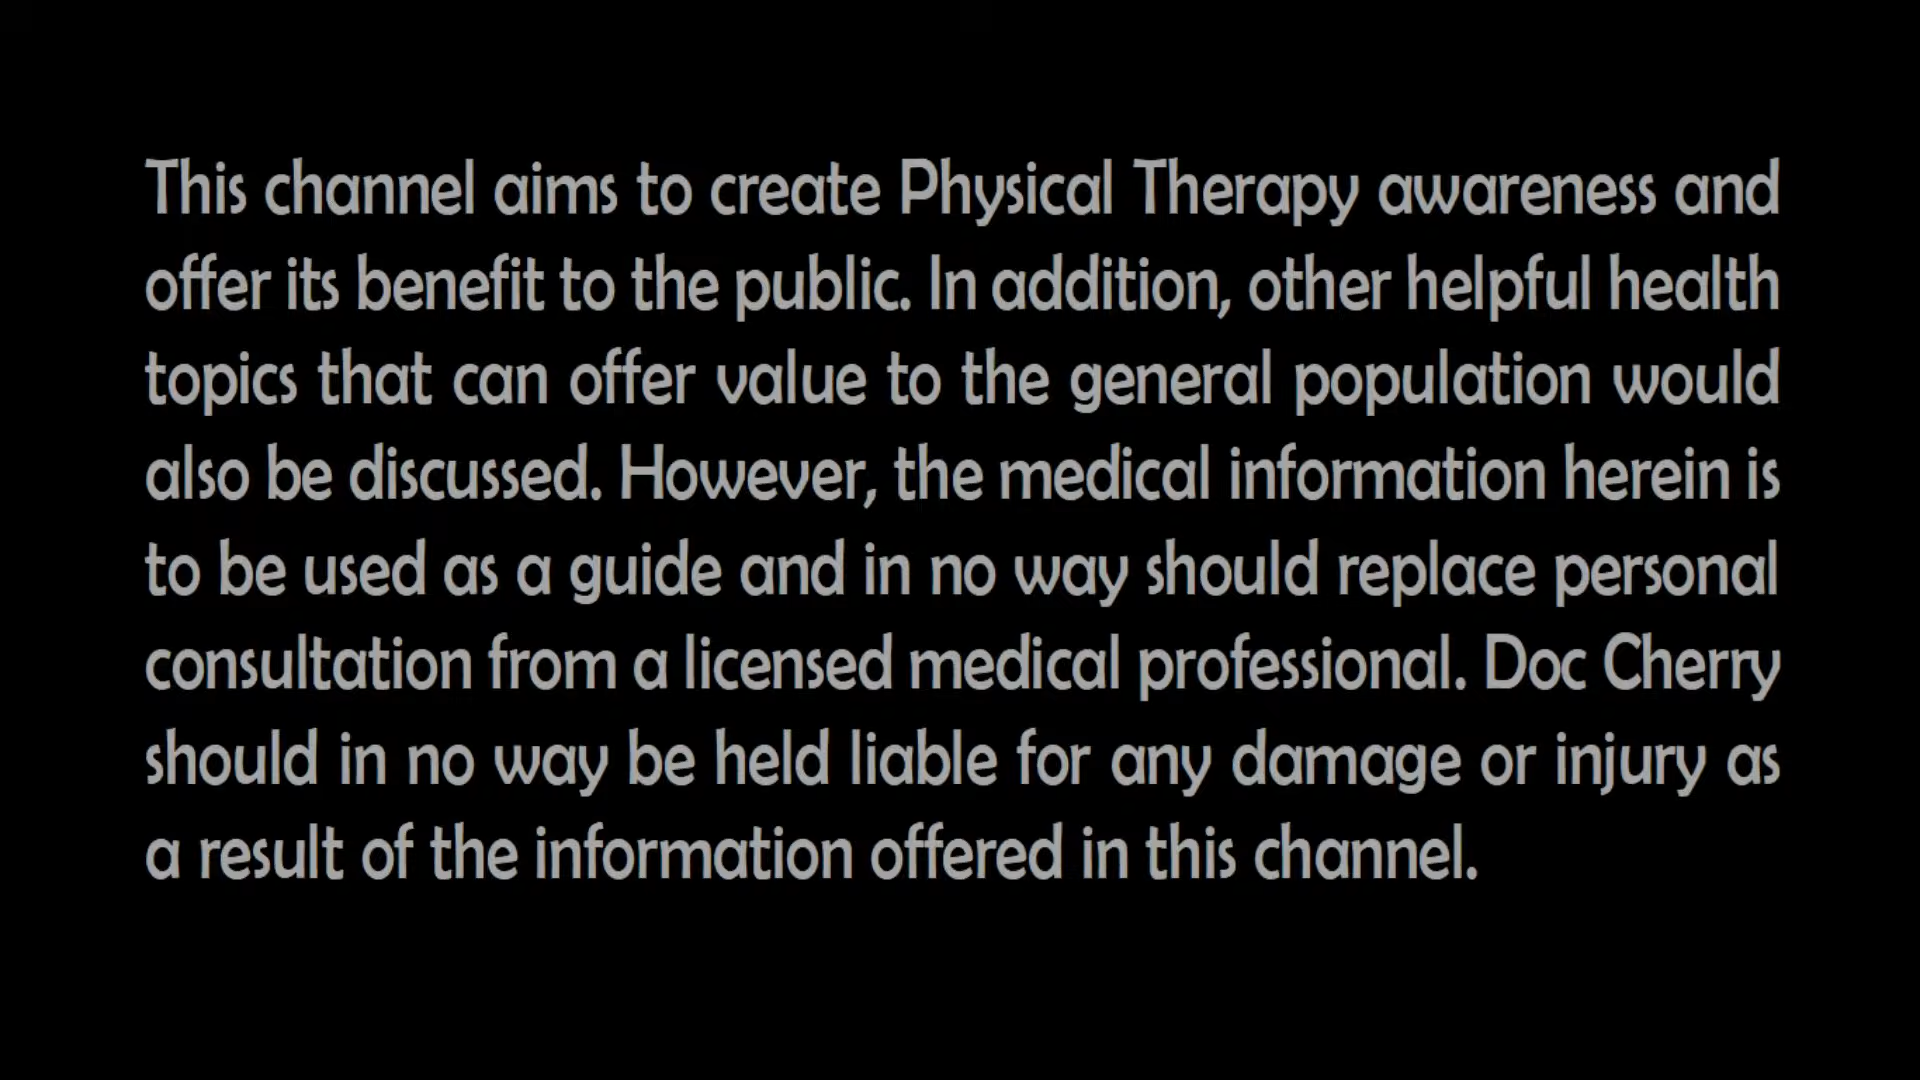 This channel aims to create Physical Therapy awareness and
offer its benefit to the public. In addition, other helpful health
topics that can offer value to the general population would
also be discussed. However, the medical information herein is
to be used as a guide and in no way should replace personal
consultation from a licensed medical professional. Doc Cherry
should in no way be held liable for any damage or injury as
a result of the information offered in this channel.